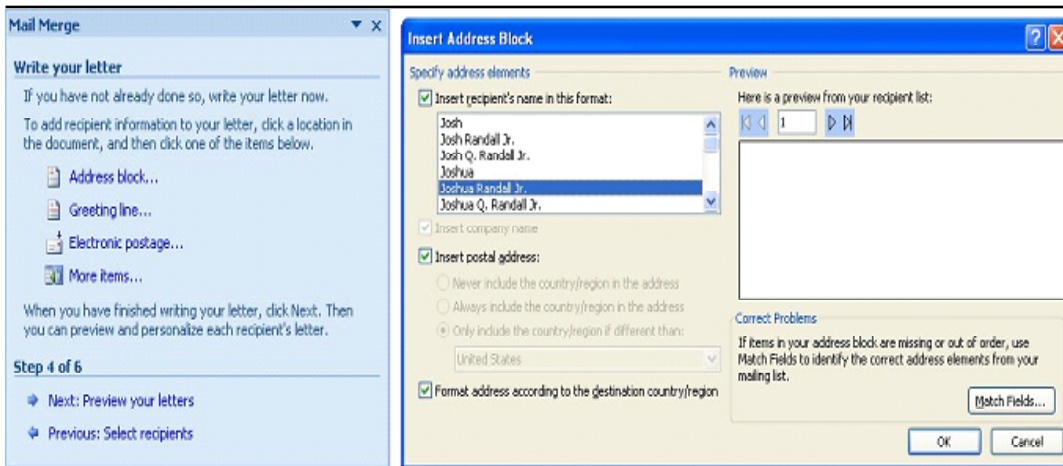 Mail Merge
Write your letter
If you have not already done so, write your letter now.
To add recipient information to your letter, click a location in
the document, and then click one of the items below.
Address block...
Greeting line...
Electronic postage...
More items...
When you have finished writing your letter, click Next. Then
you can preview and personalize each recipient's letter.
Step 4 of 6
Next: Preview your letters
Previous: Select recipients
Insert Address Block
Specify address elements
Insert recipient's name in this format:
Josh
Josh Randall Jr.
Josh Q. Randall Jr.
Joshua
Joshua Randall Jr.
Joshua Q. Randall Jr.
Insert company name
Insert postal address:
Never include the country/region in the address
Always include the country/region in the address
Only include the country/region if different than:
United States
Format address according to the destination country/region
Preview
Here is a preview from your recipient list:
1
Correct Problems
If items in your address block are missing or out of order, use
Match Fields to identify the correct address elements from your
mailing list.
Match Fields...
OK Cancel